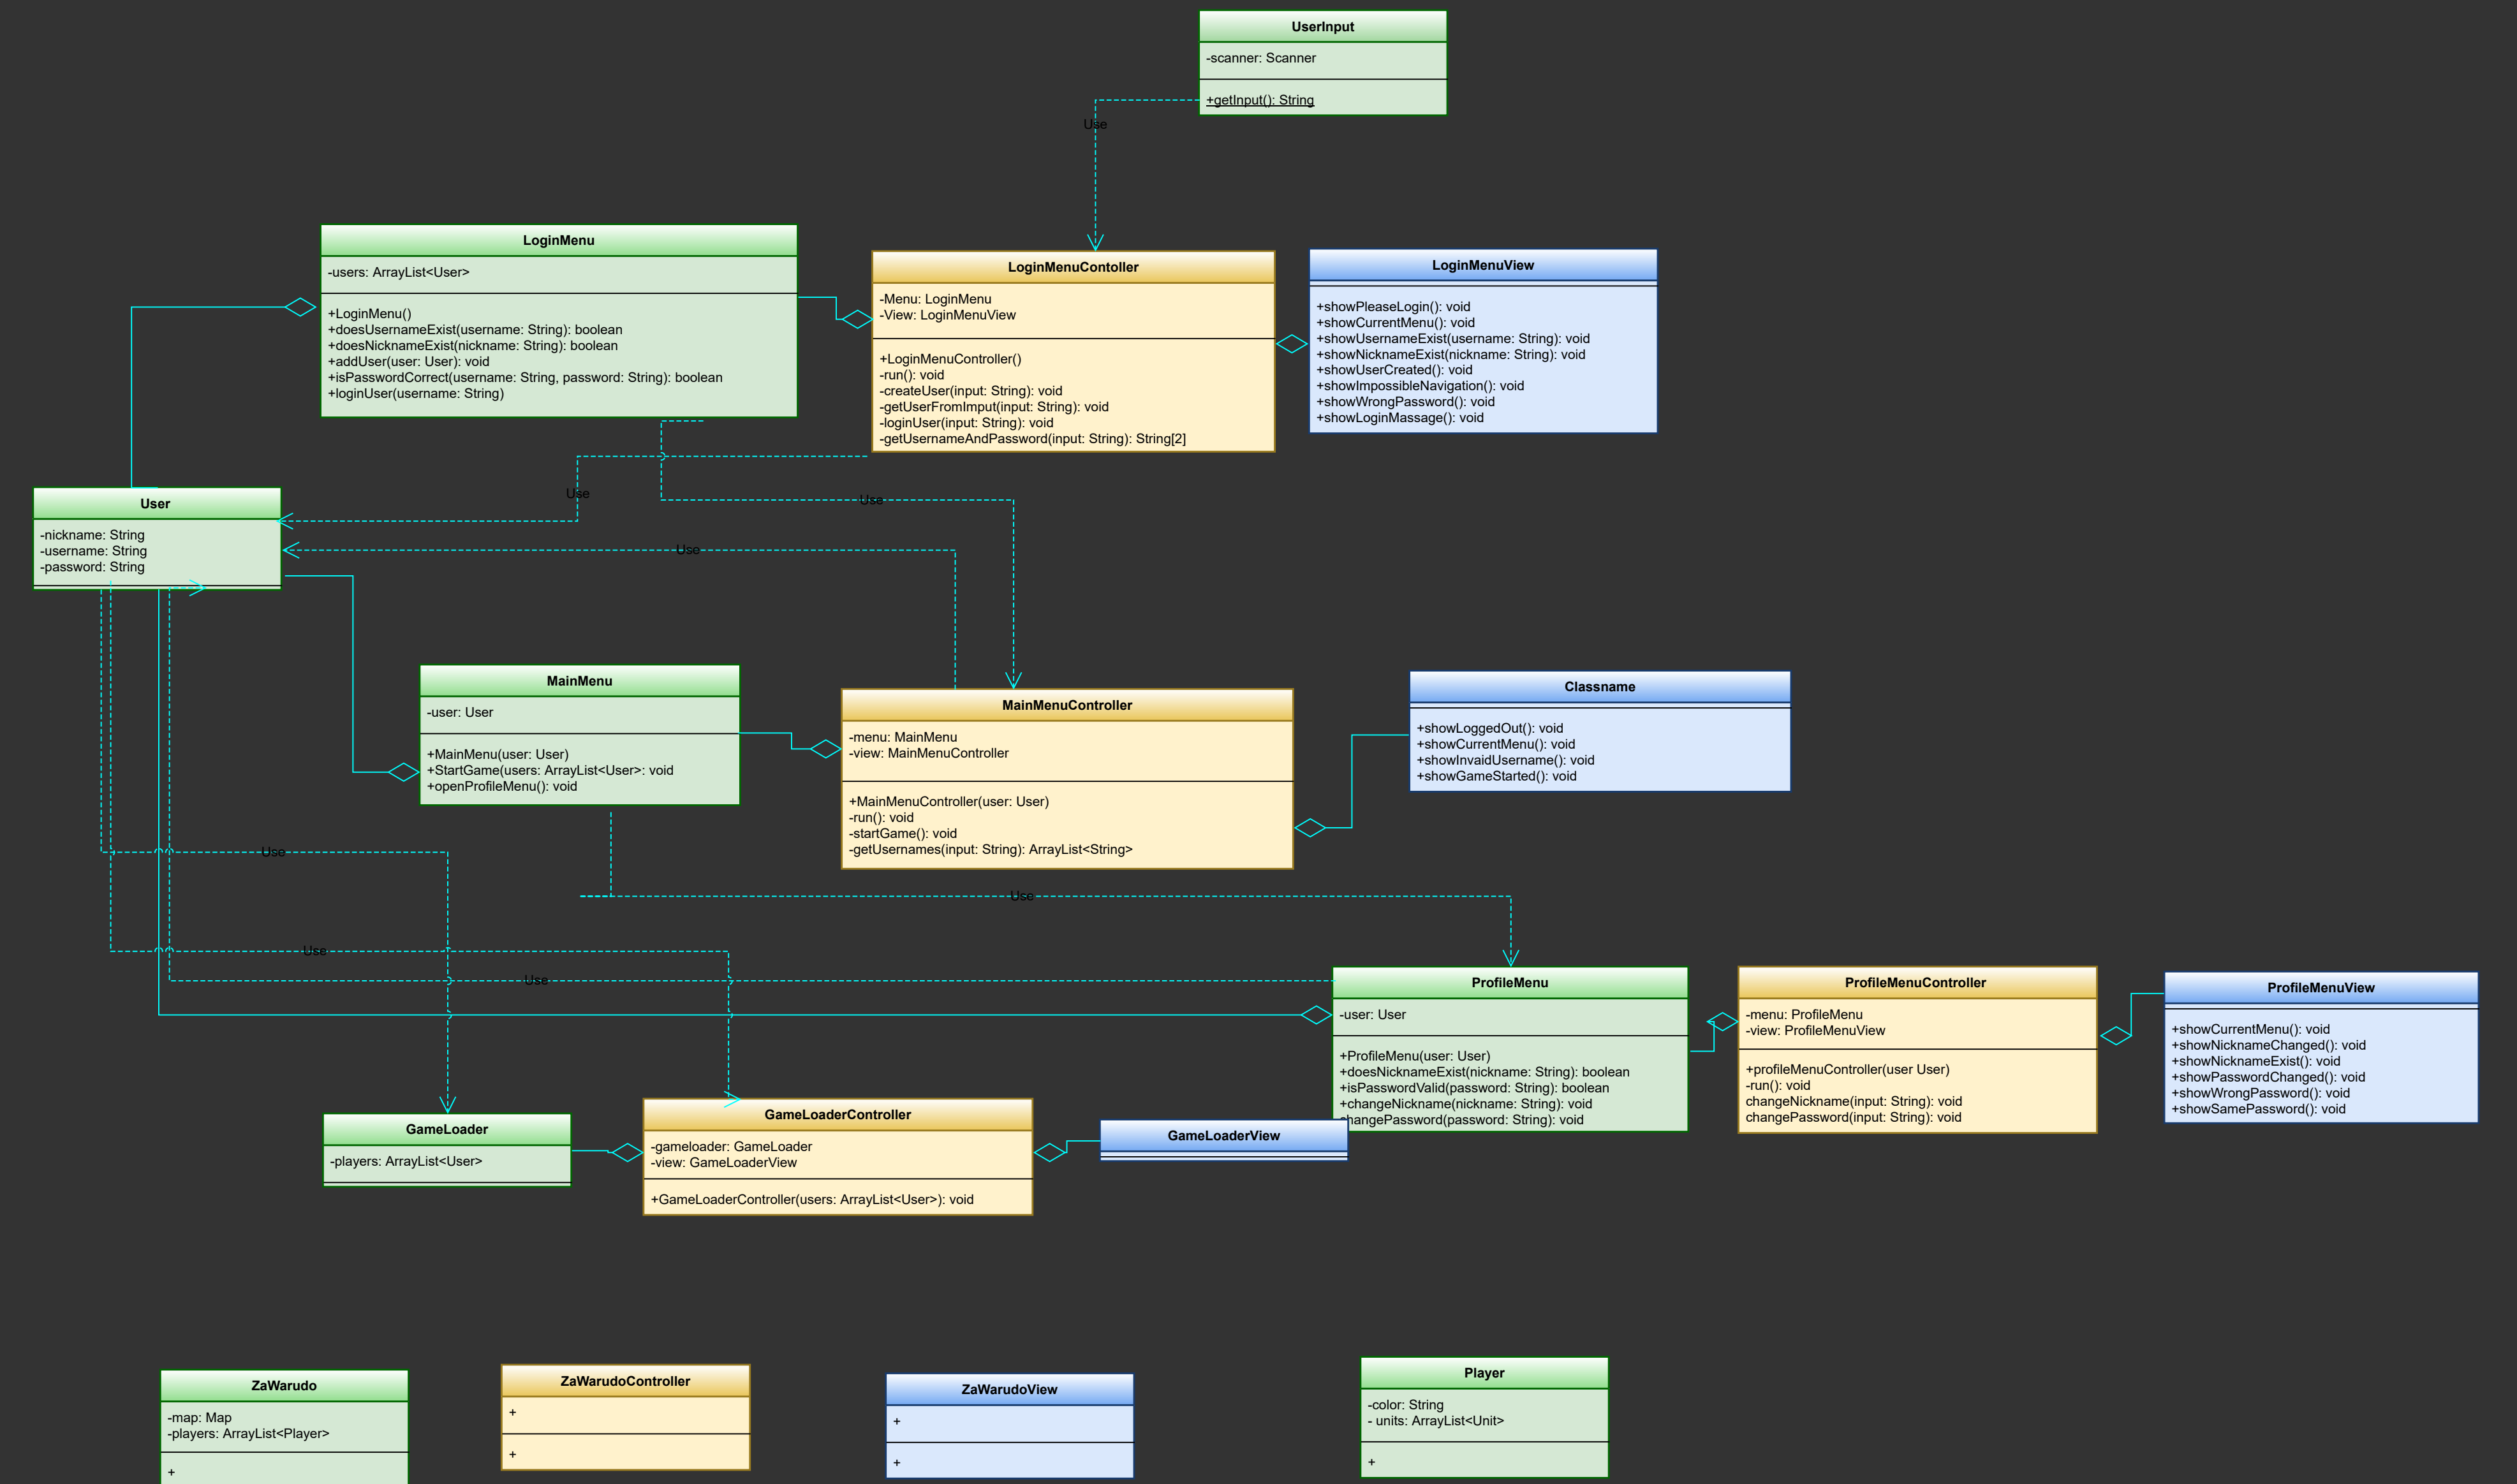 UserInput
-scanner: Scanner
+getInput(): String
Use
LoginMenu
-users: ArrayList<User>
+LoginMenu()
+doesUsernameExist(username: String): boolean
+doesNicknameExist(nickname: String): boolean
+addUser(user: User): void
+isPasswordCorrect(username: String, password: String): boolean
+loginUser(username: String)
LoginMenuContoller
-Menu: LoginMenu
-View: LoginMenuView
+LoginMenuController()
-run(): void
-createUser(input: String): void
-getUserFromImput(input: String): void
-loginUser(input: String): void
-getUsernameAndPassword(input: String): String[2]
LoginMenuView
+showPleaseLogin(): void
+showCurrentMenu(): void
+showUsernameExist(username: String): void
+showNicknameExist(nickname: String): void
+showUserCreated(): void
+showImpossibleNavigation(): void
+showWrongPassword(): void
+showLoginMassage(): void
Use
Use
User
-nickname: String
-username: String
-password: String
Use
MainMenu
-user: User
+MainMenu(user: User)
+StartGame(users: ArrayList<User>: void
+openProfileMenu(): void
MainMenuController
-menu: MainMenu
-view: MainMenuController
+MainMenuController(user: User)
-run(): void
-startGame(): void
-getUsernames(input: String): ArrayList<String>
Classname
+showLoggedOut(): void
+showCurrentMenu(): void
+showInvaidUsername(): void
+showGameStarted(): void
Use
Use
Use
Use
ProfileMenu
-user: User
+ProfileMenu(user: User)
+doesNicknameExist(nickname: String): boolean
+isPasswordValid(password: String): boolean
+changeNickname(nickname: String): void
changePassword(password: String): void
ProfileMenuController
-menu: ProfileMenu
-view: ProfileMenuView
+profileMenuController(user User)
-run(): void
changeNickname(input: String): void
changePassword(input: String): void
ProfileMenuView
+showCurrentMenu(): void
+showNicknameChanged(): void
+showNicknameExist(): void
+showPasswordChanged(): void
+showWrongPassword(): void
+showSamePassword(): void
GameLoader
-players: ArrayList<User>
GameLoaderController
-gameloader: GameLoader
-view: GameLoaderView
+GameLoaderController(users: ArrayList<User>): void
GameLoaderView
ZaWarudo
-map: Map
-players: ArrayList<Player>
+
ZaWarudoController
+
+
ZaWarudoView
+
+
Player
-color: String
- units: ArrayList<Unit>
+